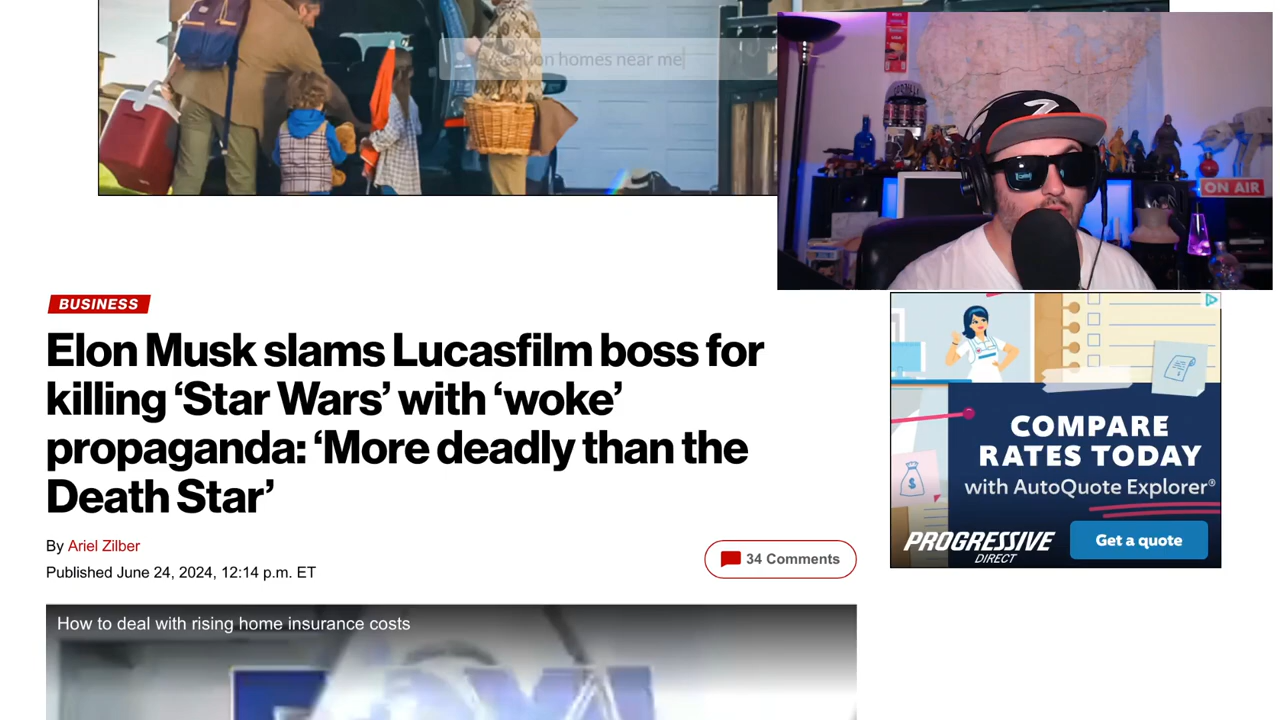 homes near me
ON AIR
BUSINESS
Elon Musk slams Lucasfilm boss for
killing ‘Star Wars’ with ‘woke’
propaganda: ‘More deadly than the
Death Star’
By Ariel Zilber
Published June 24, 2024, 12:14 p.m. ET
34 Comments
COMPARE
RATES TODAY
with AutoQuote Explorer®
PROGRESSIVE
DIRECT
Get a quote
How to deal with rising home insurance costs